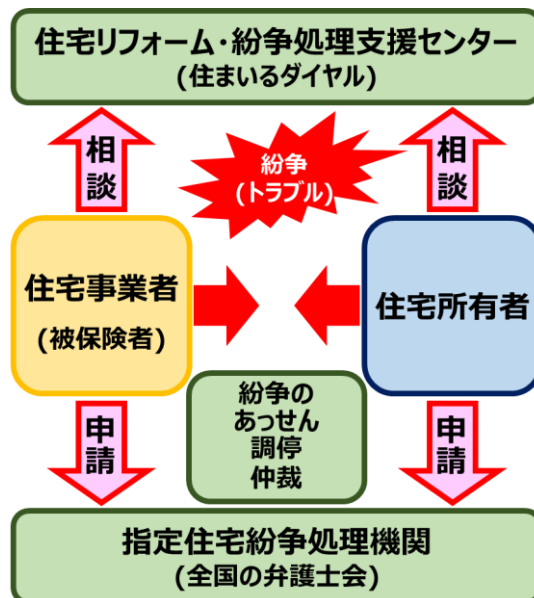 住宅リフォーム・紛争処理支援センター
(住まいるダイヤル)
相談
紛争
(トラブル)
相談
住宅事業者
(被保険者)
住宅所有者
紛争の
あっせん
調停
仲裁
申請
申請
指定住宅紛争処理機関
(全国の弁護士会)